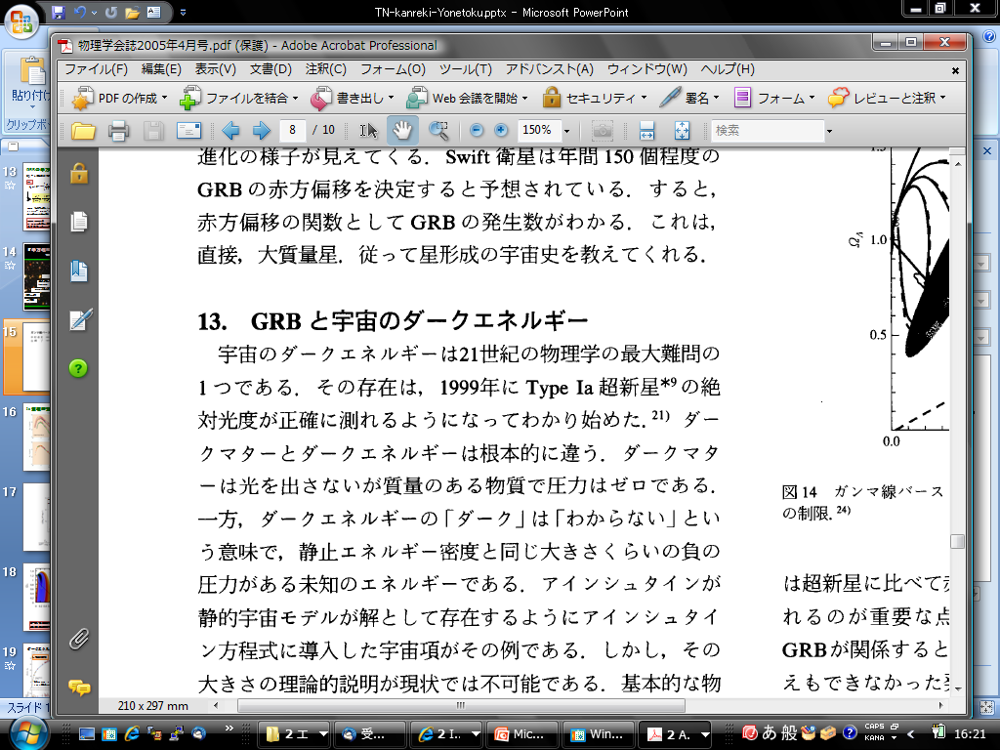 TN-kanreki-Yonetoku.pptx - Microsoft PowerPoint
物理学会誌2005年4月号.pdf (保護) - Adobe Acrobat Professional
ファイル(F) 編集(E) 表示(V) 文書(D) 注釈(C) フォーム(O) ツール(T) アドバンスト(A) ウィンドウ(W) ヘルプ(H)
貼り付け
PDF の作成 ファイルを結合 書き出し Web 会議を開始 セキュリティ 署名 フォーム レビューと注釈
クリップボ
8 / 10 150% 検索
進化の様子が見えてくる．Swift 衛星は年間 150 個程度の
GRB の赤方偏移を決定すると予想されている．すると，
赤方偏移の関数として GRB の発生数がわかる．これは，
直接，大質量星．従って星形成の宇宙史を教えてくれる．
13. GRB と宇宙のダークエネルギー
宇宙のダークエネルギーは21世紀の物理学の最大難問の
1 つである．その存在は，1999年に Type Ia 超新星*9 の絶
対光度が正確に測れるようになってわかり始めた．21) ダー
クマターとダークエネルギーは根本的に違う．ダークマタ
ーは光を出さないが質量のある物質で圧力はゼロである．
一方，ダークエネルギーの「ダーク」は「わからない」とい
う意味で，静止エネルギー密度と同じ大きさくらいの負の
圧力がある未知のエネルギーである．アインシュタインが
静的宇宙モデルが解として存在するようにアインシュタイ
ン方程式に導入した宇宙項がその例である．しかし，その
大きさの理論的説明が現状では不可能である．基本的な物
1.5
ΩΛ
1.0
0.5
0.0
図 14 ガンマ線バース
の制限．24)
は超新星に比べて赤
れるのが重要な点
GRBが関係すると
えもできなかった
13
14
15
16
17
18
19
スライド 1
210 x 297 mm
2 エ 受... 2 I.. Mic... Win... 2 A. あ 般 CAPS KANA 16:21